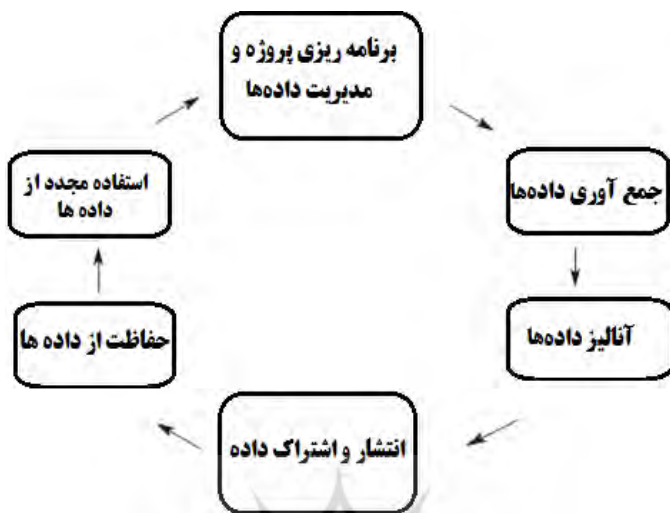 برنامه ریزی پروژه و
مدیریت داده‌ها
جمع آوری داده‌ها
آنالیز داده‌ها
انتشار و اشتراک داده
حفاظت از داده ها
استفاده مجدد از
داده ها